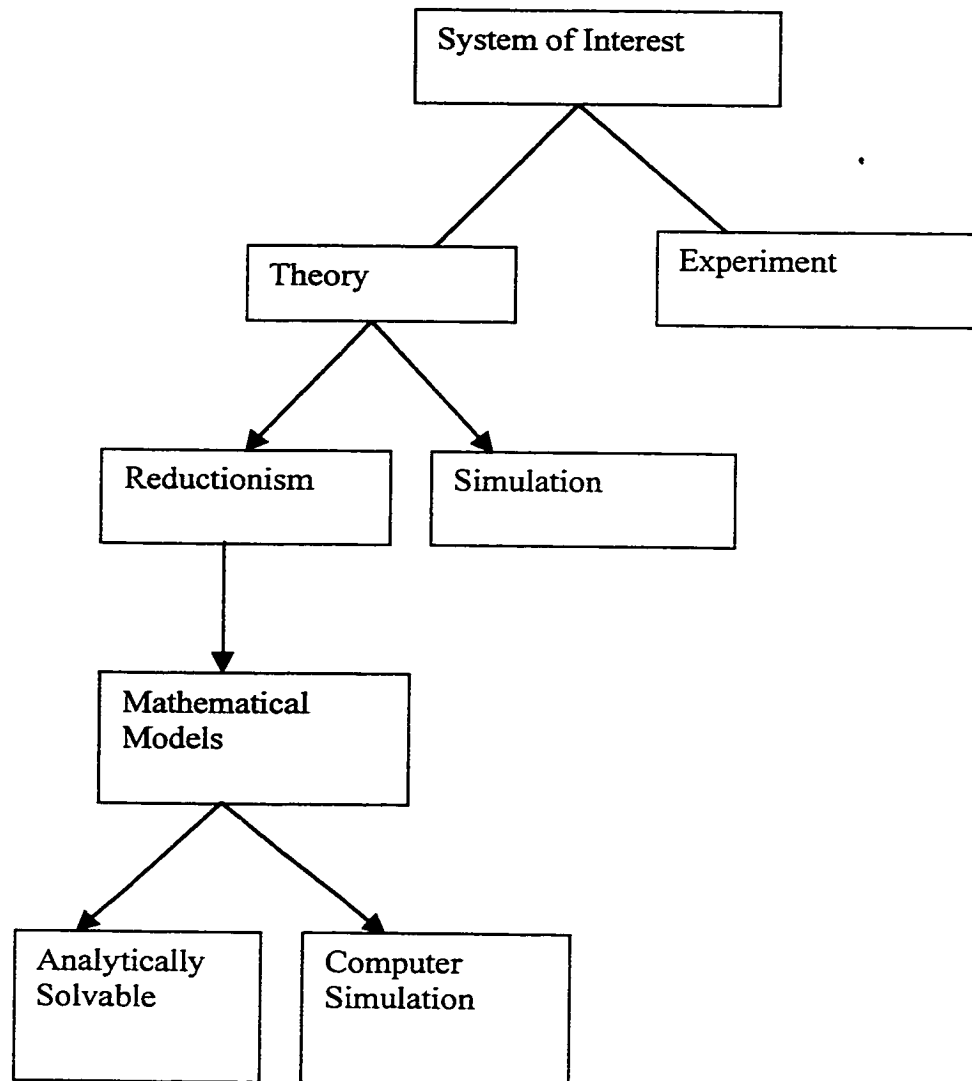 System of Interest
Theory
Experiment
Reductionism
Simulation
Mathematical
Models
Analytically
Solvable
Computer
Simulation